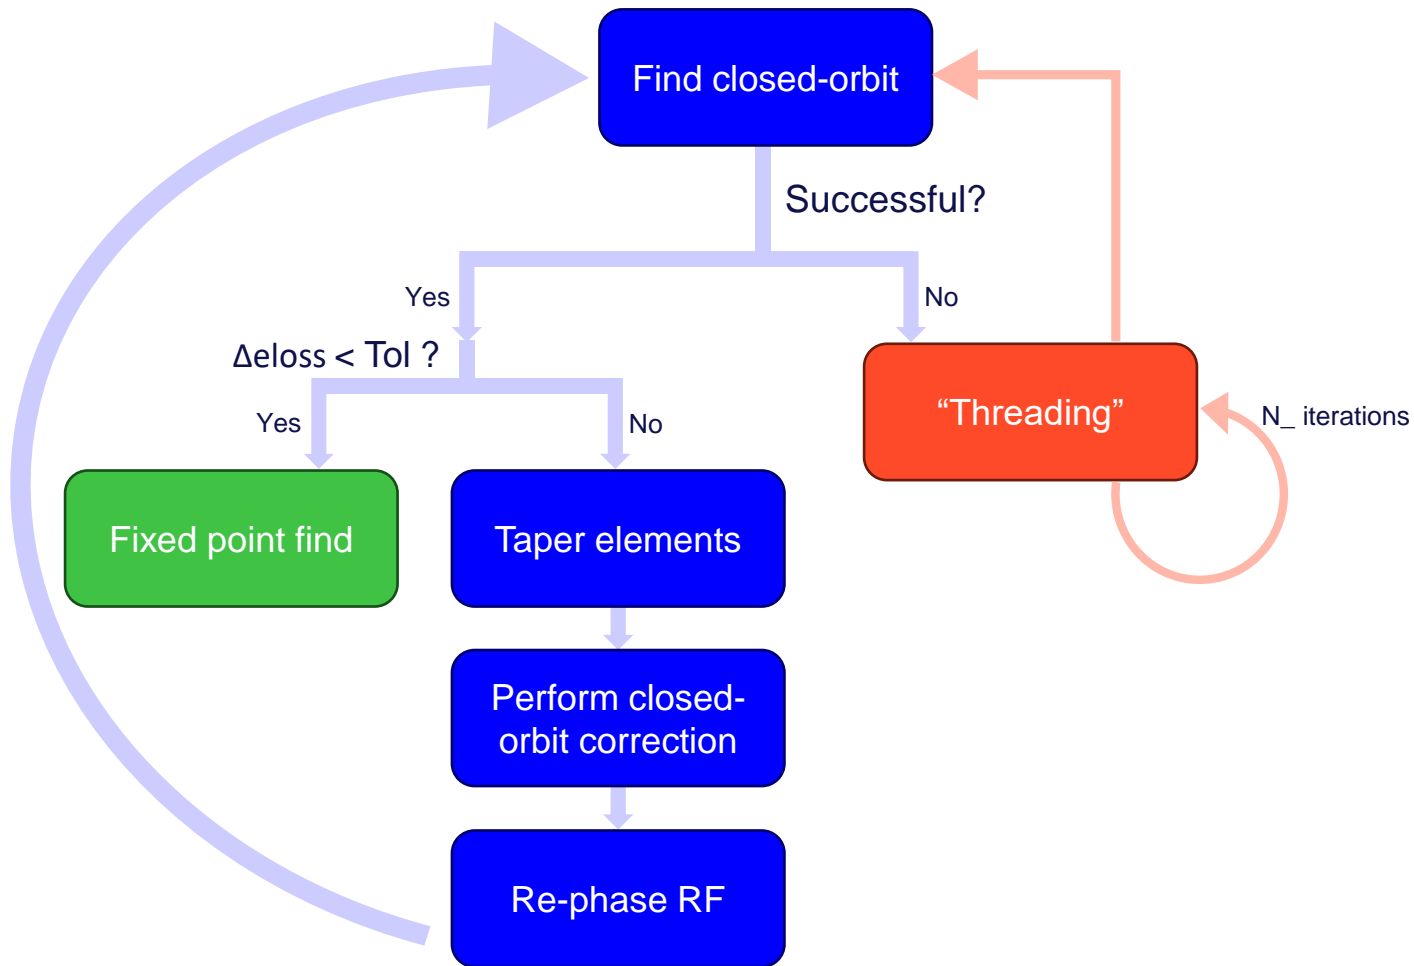 Find closed-orbit
Successful?
Yes
No
Δeloss < Tol ?
Yes
No
“Threading”
N_ iterations
Fixed point find
Taper elements
Perform closed-
orbit correction
Re-phase RF